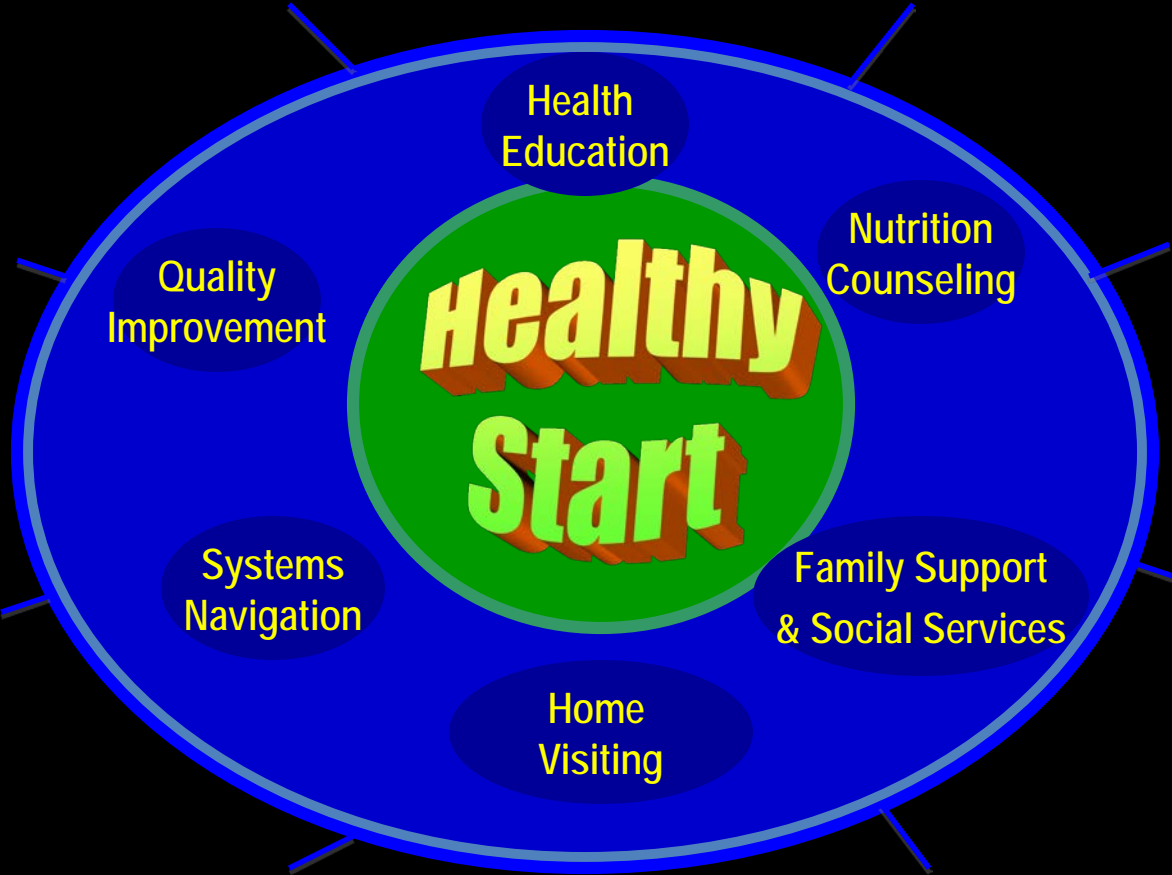 Health
Education
Nutrition
Counseling
Quality
Improvement
Healthy
Start
Systems
Navigation
Family Support
& Social Services
Home
Visiting